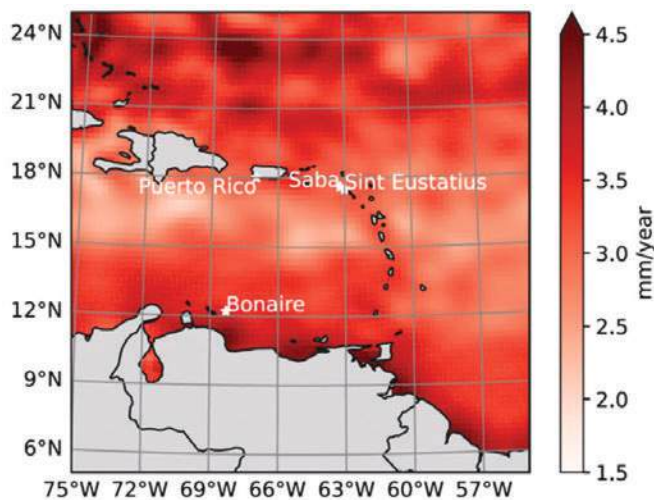 24°N
21°N
18°N
15°N
12°N
9°N
6°N
Puerto Rico
Saba
Sint Eustatius
Bonaire
75°W 72°W 69°W 66°W 63°W 60°W 57°W
4.5
4.0
3.5
3.0
2.5
2.0
1.5
mm/year